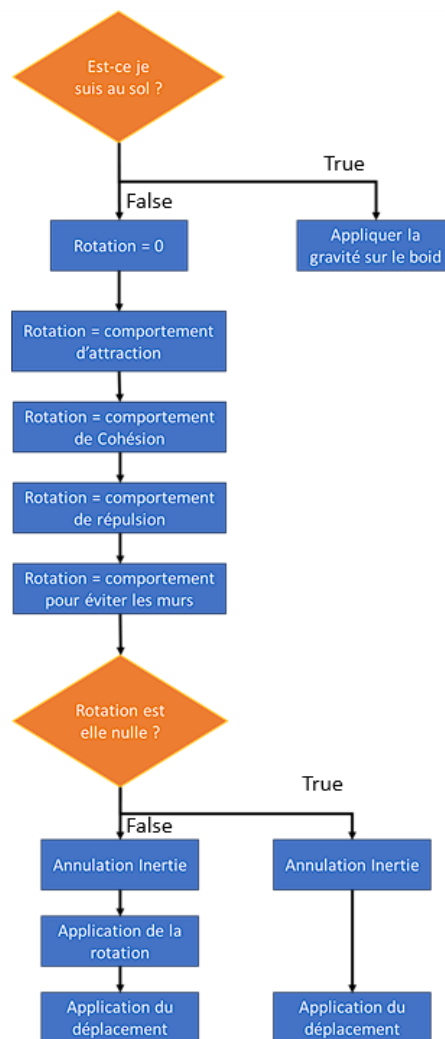 Est-ce je
suis au sol ?
True
False
Rotation = 0
Appliquer la
gravité sur le boid
Rotation = comportement
d'attraction
Rotation = comportement
de Cohésion
Rotation = comportement
de répulsion
Rotation = comportement
pour éviter les murs
Rotation est
elle nulle ?
True
False
Annulation Inertie
Annulation Inertie
Application de la
rotation
Application du
déplacement
Application du
déplacement